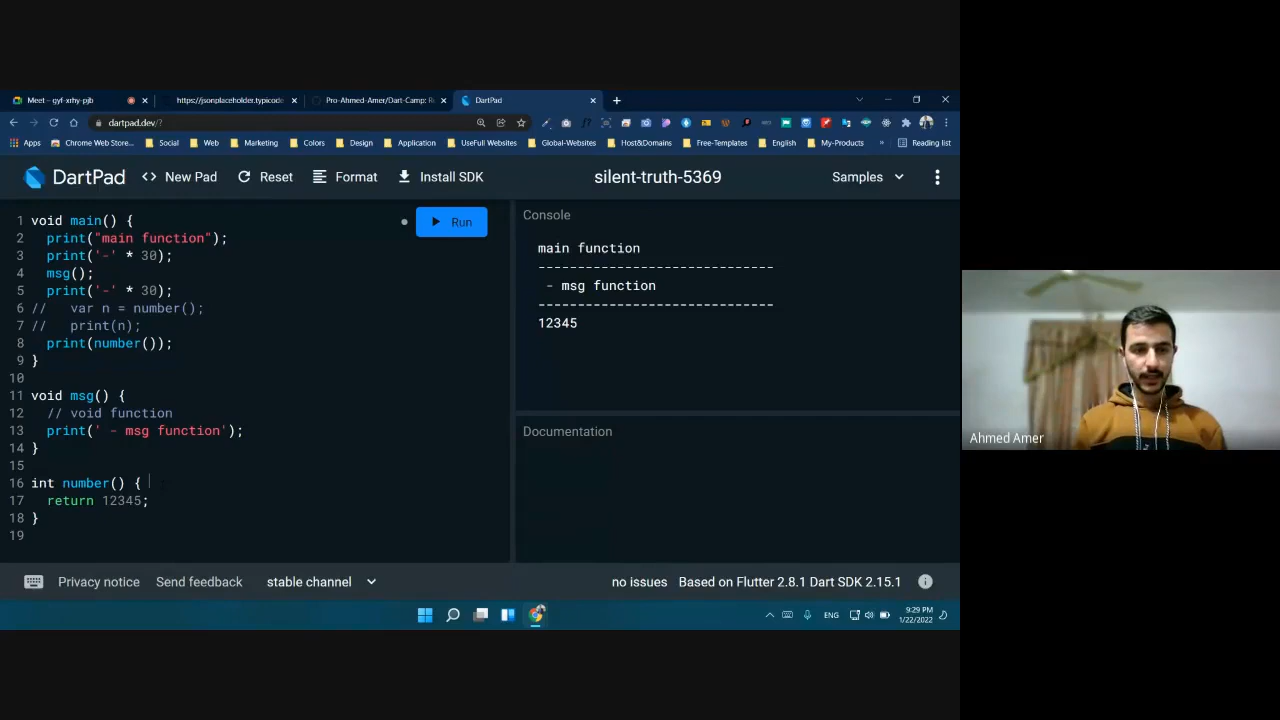 Meet – gyf-xrhy-pjb
https://jsonplaceholder.typicode
Pro-Ahmed-Amer/Dart-Camp: R
DartPad
dartpad.dev/?
Apps
Chrome Web Store...
Social
Web
Marketing
Colors
Design
Application
UseFull Websites
Global-Websites
Host&Domains
Free-Templates
English
My-Products
»
Reading list
DartPad
<> New Pad
Reset
Format
Install SDK
silent-truth-5369
Samples
Run
1 void main() {
2 print("main function");
3 print('-' * 30);
4 msg();
5 print('-' * 30);
6 // var n = number();
7 // print(n);
8 print(number());
9 }
10
11 void msg() {
12 // void function
13 print(' - msg function');
14 }
15
16 int number() {
17 return 12345;
18 }
19
Console
main function
------------------------------
- msg function
------------------------------
12345
Documentation
Ahmed Amer
Privacy notice
Send feedback
stable channel
no issues
Based on Flutter 2.8.1 Dart SDK 2.15.1
ENG
9:29 PM
1/22/2022